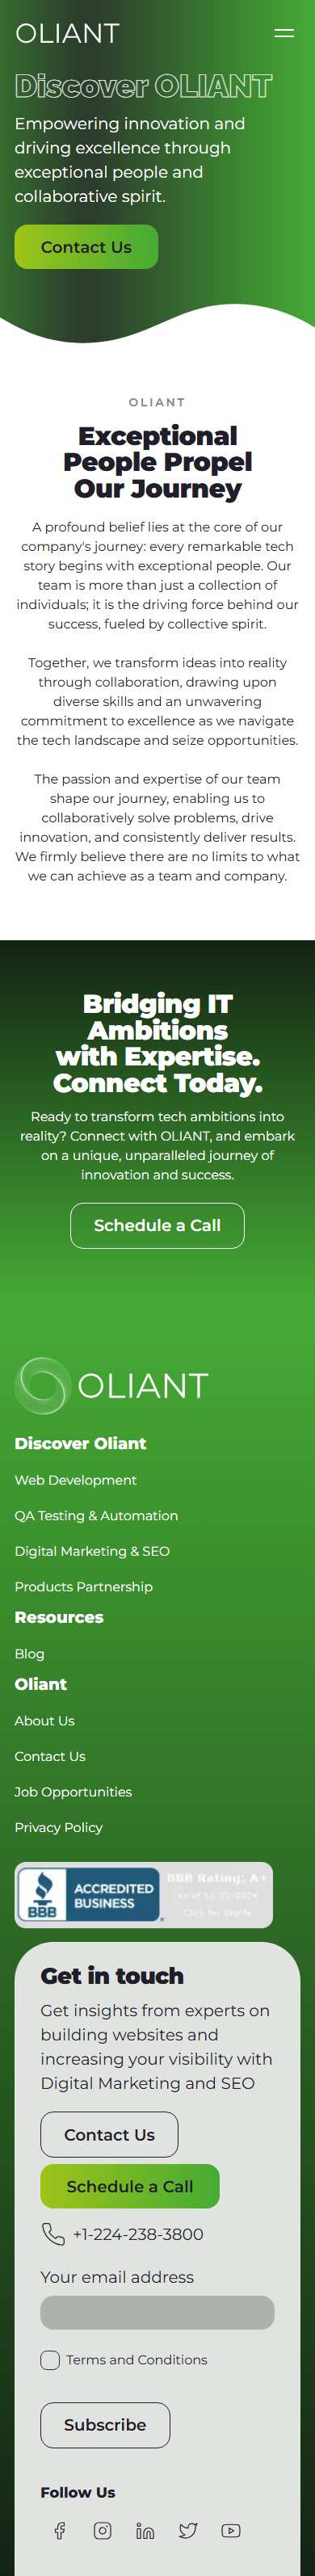 OLIANT
Discover OLIANT
Empowering innovation and
driving excellence through
exceptional people and
collaborative spirit.
Contact Us
OLIANT
Exceptional
People Propel
Our Journey
A profound belief lies at the core of our
company's journey: every remarkable tech
story begins with exceptional people. Our
team is more than just a collection of
individuals; it is the driving force behind our
success, fueled by collective spirit.
Together, we transform ideas into reality
through collaboration, drawing upon
diverse skills and an unwavering
commitment to excellence as we navigate
the tech landscape and seize opportunities.
The passion and expertise of our team
shape our journey, enabling us to
collaboratively solve problems, drive
innovation, and consistently deliver results.
We firmly believe there are no limits to what
we can achieve as a team and company.
Bridging IT
Ambitions
with Expertise.
Connect Today.
Ready to transform tech ambitions into
reality? Connect with OLIANT, and embark
on a unique, unparalleled journey of
innovation and success.
Schedule a Call
OLIANT
Discover Oliant
Web Development
QA Testing & Automation
Digital Marketing & SEO
Products Partnership
Resources
Blog
Oliant
About Us
Contact Us
Job Opportunities
Privacy Policy
BBB
ACCREDITED
BUSINESS
BBB Rating: A+
Click for Profile
Get in touch
Get insights from experts on
building websites and
increasing your visibility with
Digital Marketing and SEO
Contact Us
Schedule a Call
+1-224-238-3800
Your email address
Terms and Conditions
Subscribe
Follow Us